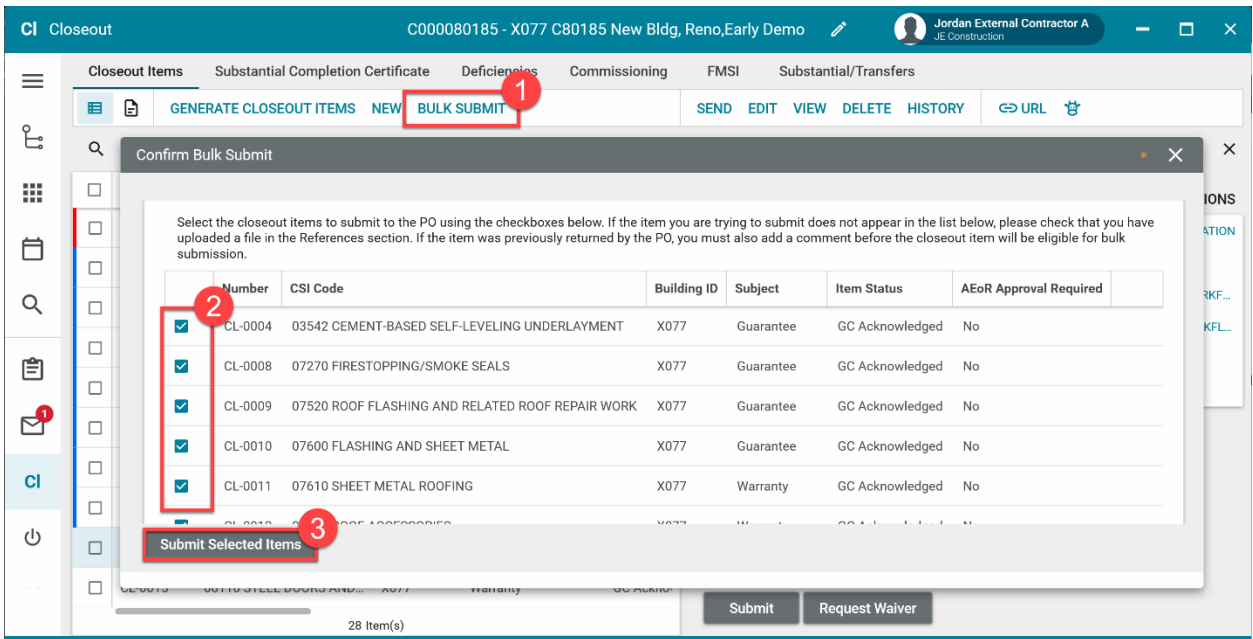 Cl Closeout
C000080185 - X077 C80185 New Bldg, Reno,Early Demo
Jordan External Contractor A
JE Construction
Closeout Items Substantial Completion Certificate Deficiencies Commissioning FMSI Substantial/Transfers
1
GENERATE CLOSEOUT ITEMS NEW BULK SUBMIT SEND EDIT VIEW DELETE HISTORY URL
Confirm Bulk Submit *
IONS
Select the closeout items to submit to the PO using the checkboxes below. If the item you are trying to submit does not appear in the list below, please check that you have
ATION
uploaded a file in the References section. If the item was previously returned by the PO, you must also add a comment before the closeout item will be eligible for bulk
submission.
Number CSI Code Building ID Subject Item Status AEoR Approval Required
RKF...
2
CL-0004 03542 CEMENT-BASED SELF-LEVELING UNDERLAYMENT X077 Guarantee GC Acknowledged No
KFL...
CL-0008 07270 FIRESTOPPING/SMOKE SEALS X077 Guarantee GC Acknowledged No
CL-0009 07520 ROOF FLASHING AND RELATED ROOF REPAIR WORK X077 Guarantee GC Acknowledged No
1
CL-0010 07600 FLASHING AND SHEET METAL X077 Guarantee GC Acknowledged No
Cl
CL-0011 07610 SHEET METAL ROOFING X077 Warranty GC Acknowledged No
3
Submit Selected Items
Submit Request Waiver
28 Item(s)